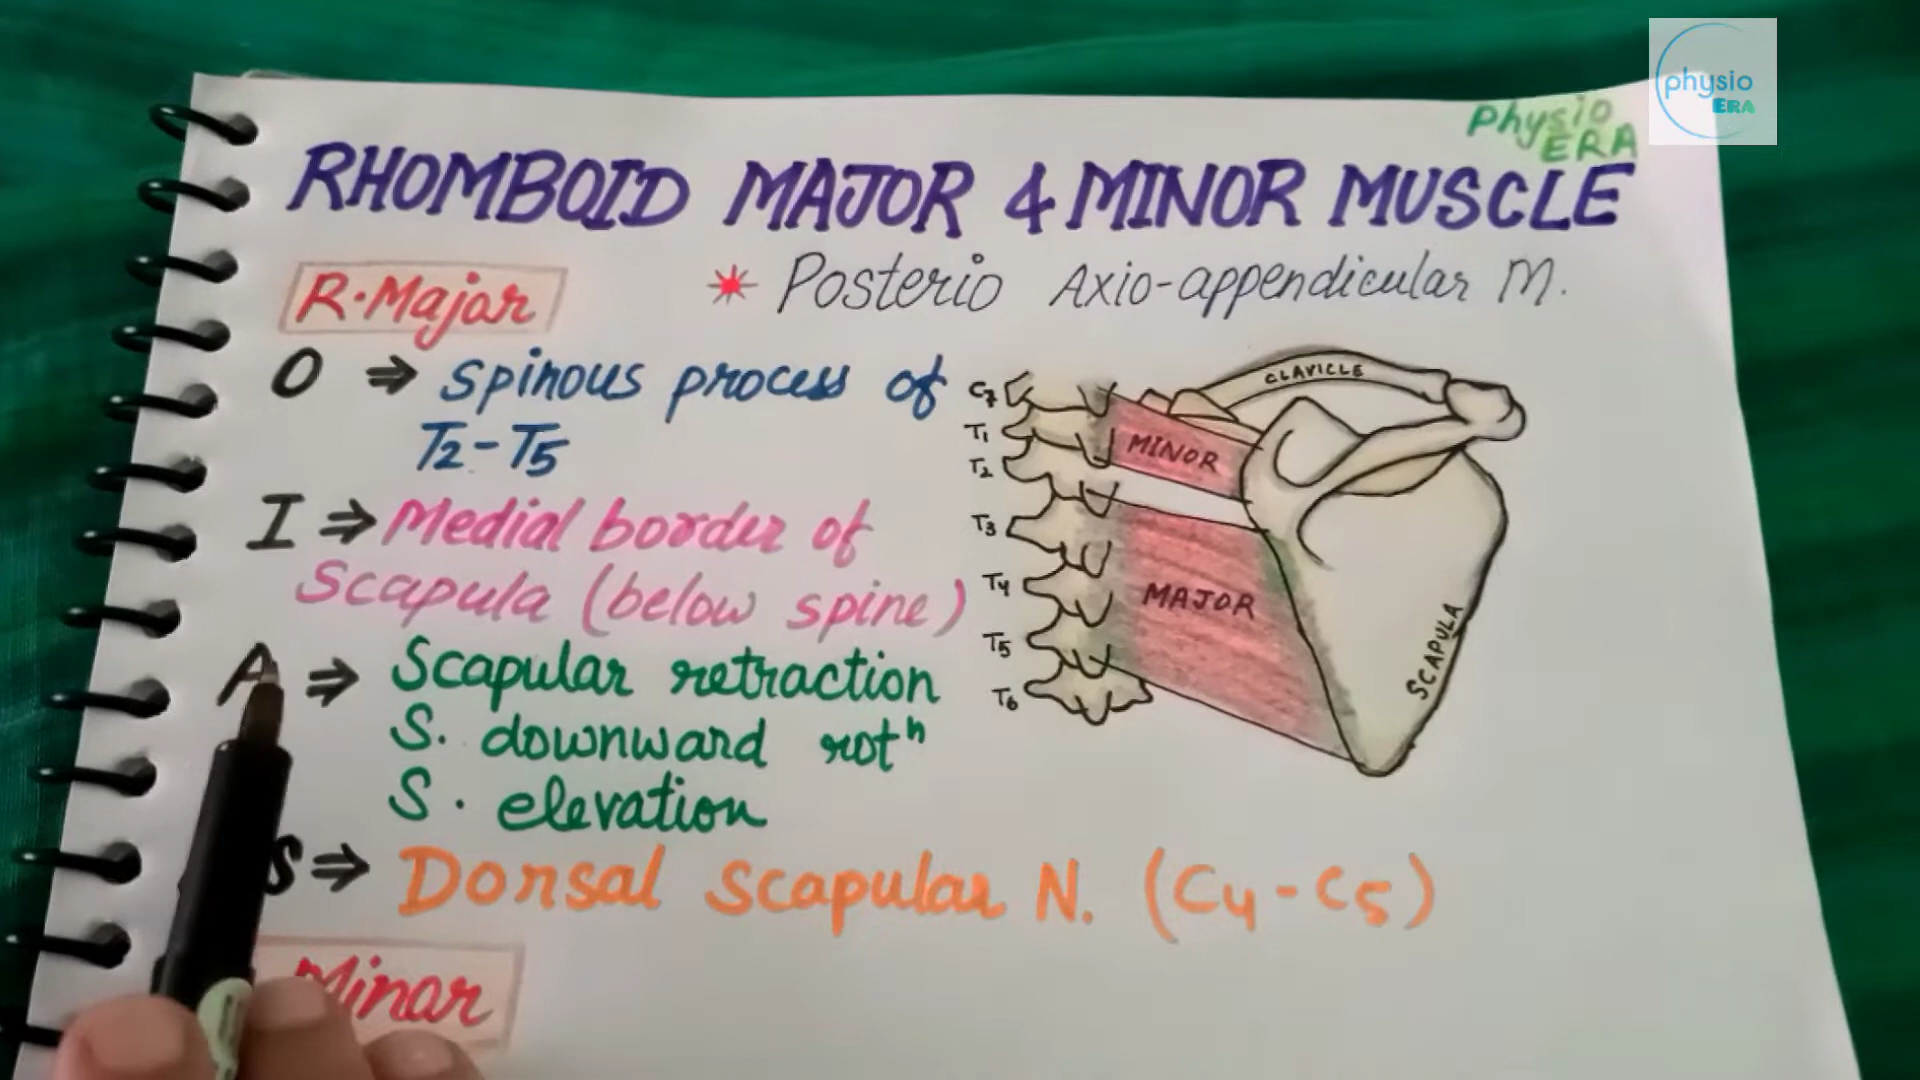 physio
ERA
Physio
ERA
RHOMBOID MAJOR & MINOR MUSCLE
R.Major
* Posterio Axio-appendicular M.
O ⇒ Spinous process of
T2-T5
I ⇒ Medial border of
Scapula (below spine)
A ⇒ Scapular retraction
S. downward rotⁿ
S. elevation
S ⇒ Dorsal Scapular N. (C4-C5)
Minor
C7
T1
T2
T3
T4
T5
T6
CLAVICLE
MINOR
MAJOR
SCAPULA